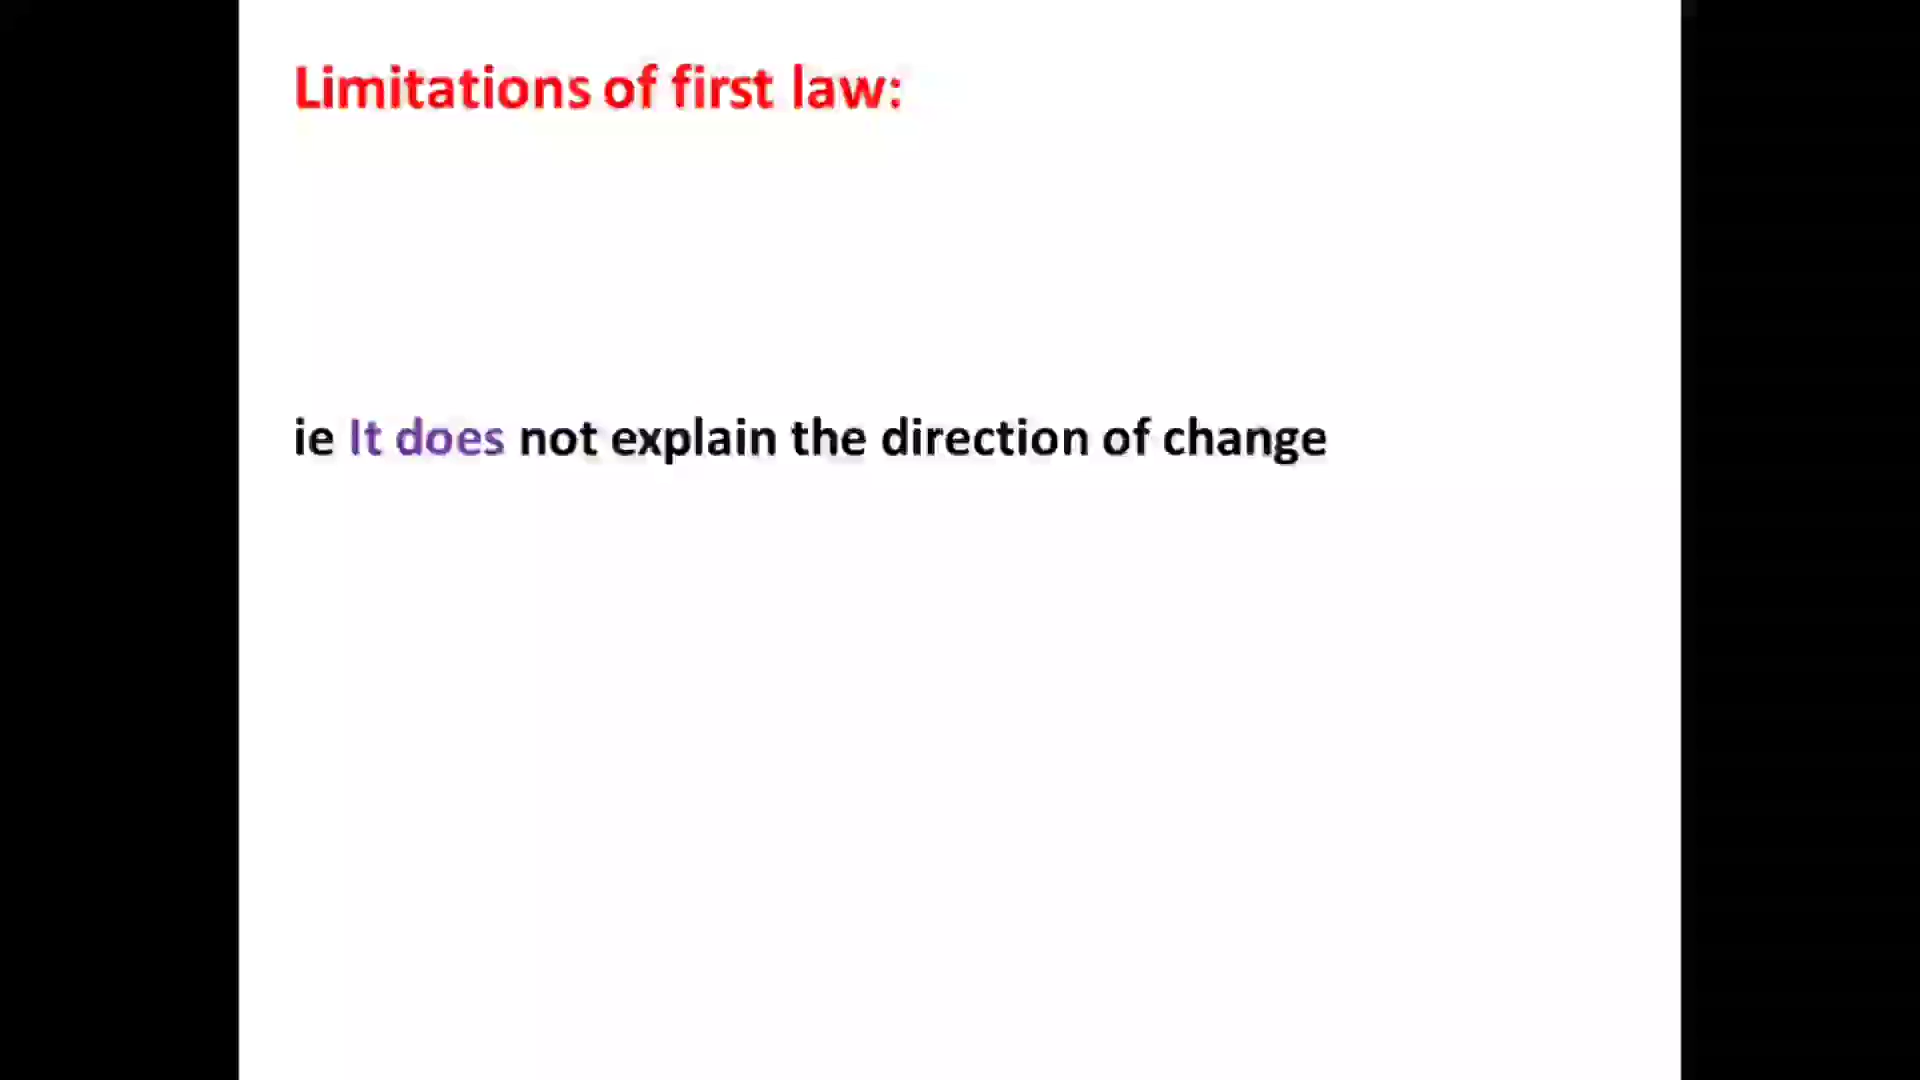 Limitations of first law:
ie It does not explain the direction of change